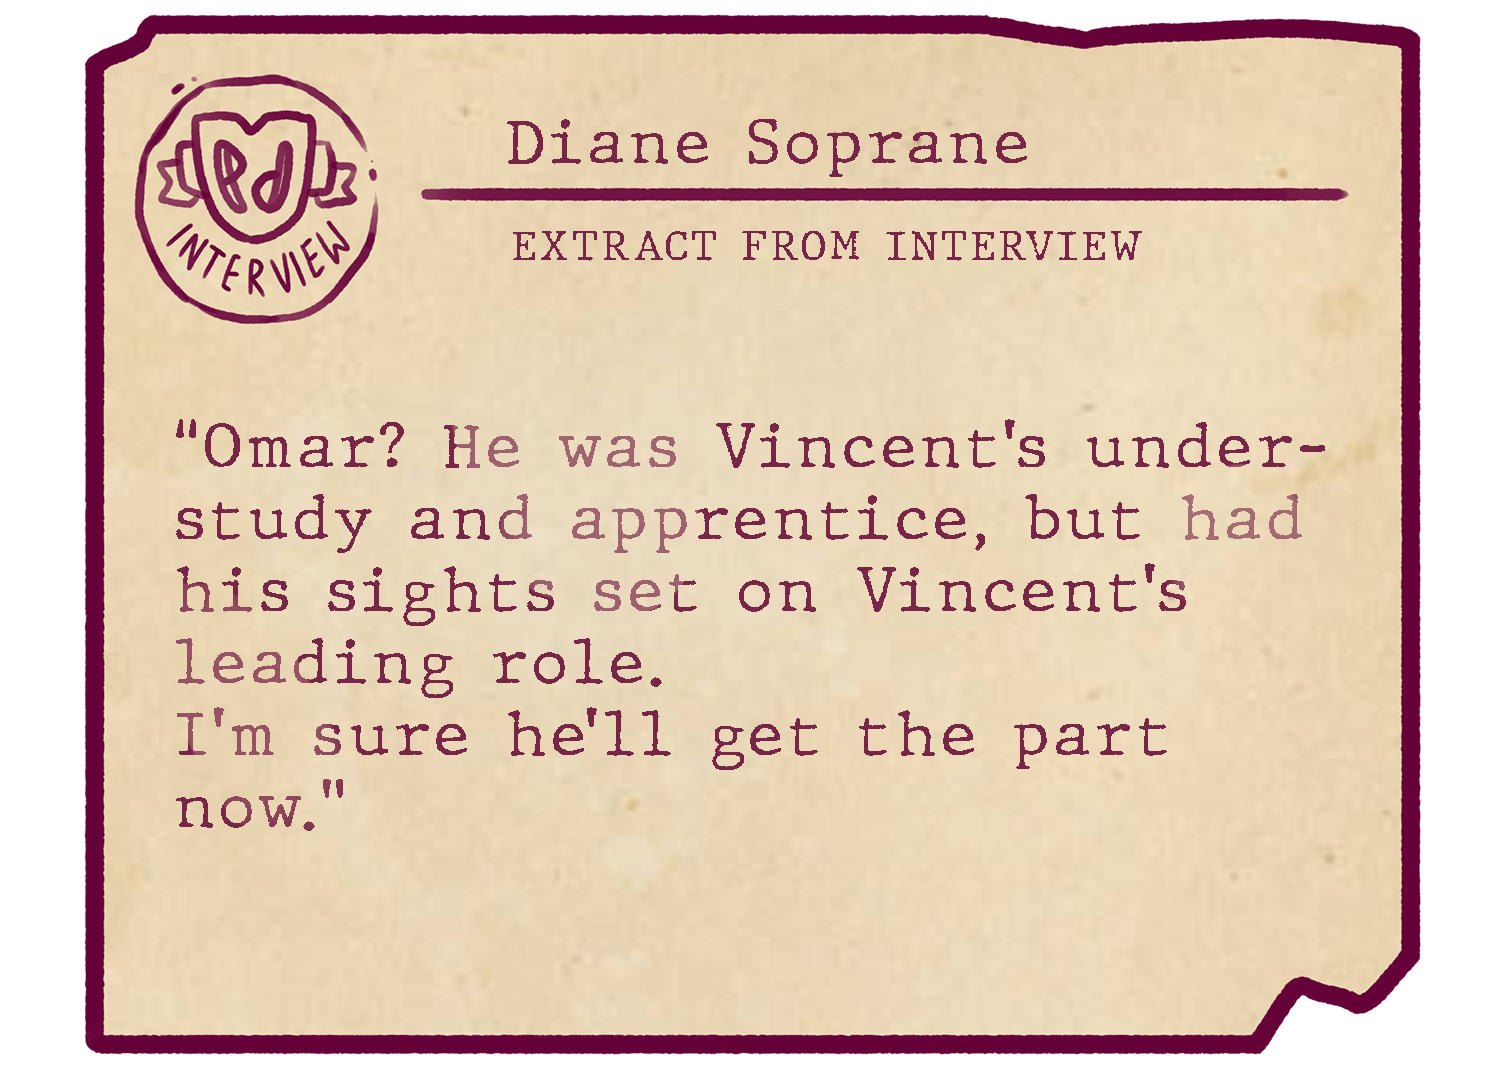 Pd
INTERVIEW
Diane Soprane
EXTRACT FROM INTERVIEW
“Omar? He was Vincent's under-
study and apprentice, but had
his sights set on Vincent's
leading role.
I'm sure he'll get the part
now."